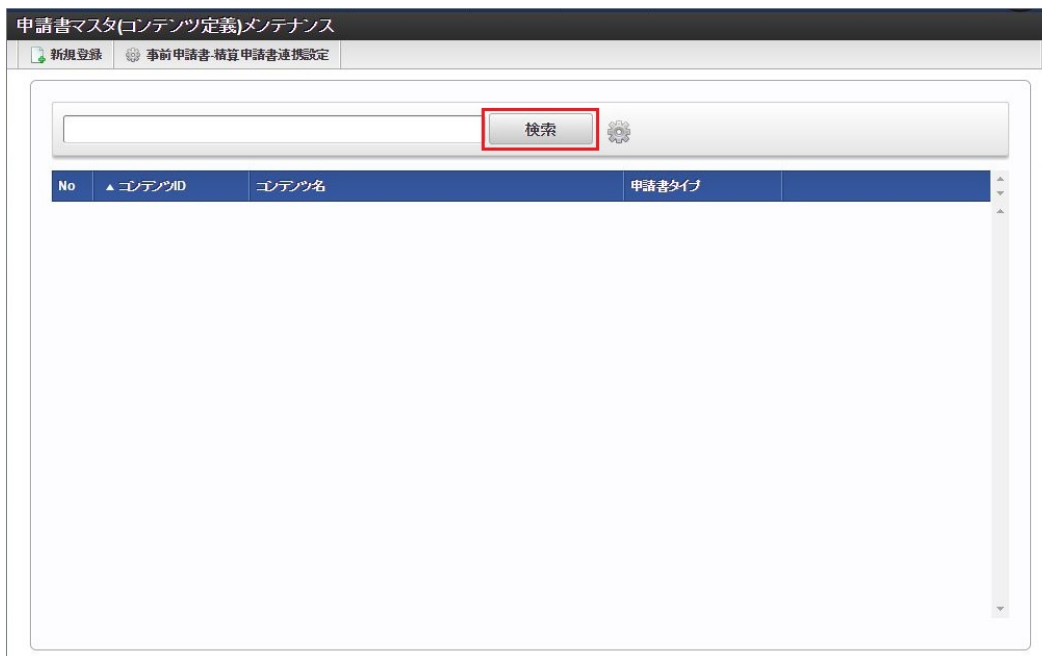 申請書マスタ(コンテンツ定義)メンテナンス
新規登録 事前申請書-精算申請書連携設定
検索
No ▲ コンテンツID コンテンツ名 申請書タイプ